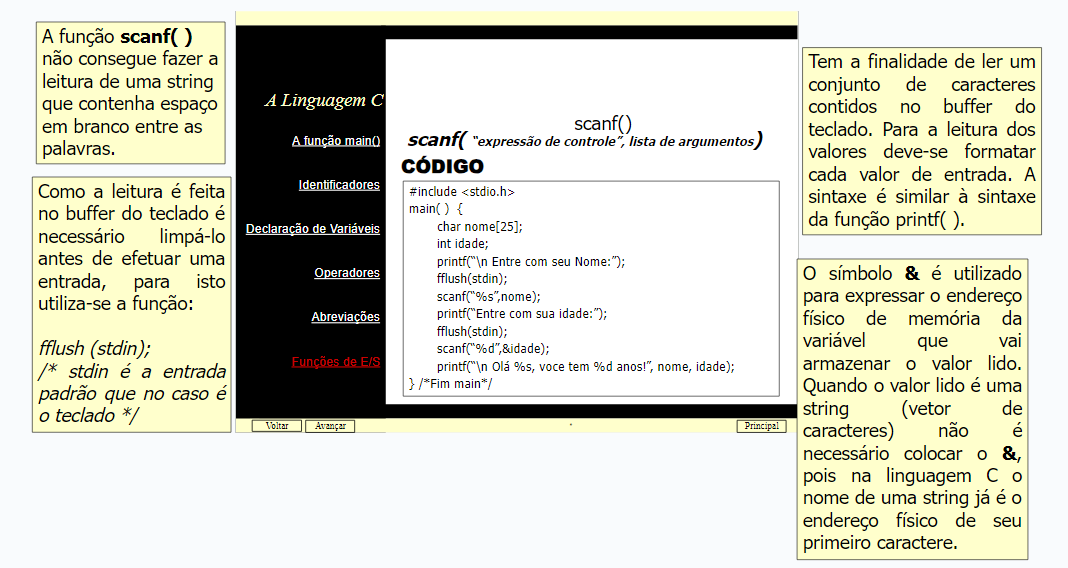 A função scanf( )
não consegue fazer a
leitura de uma string
que contenha espaço
em branco entre as
palavras.
Como a leitura é feita
no buffer do teclado é
necessário limpá-lo
antes de efetuar uma
entrada, para isto
utiliza-se a função:
fflush (stdin);
/* stdin é a entrada
padrão que no caso é
o teclado */
A Linguagem C
A função main()
Identificadores
Declaração de Variáveis
Operadores
Abreviações
Funções de E/S
scanf()
scanf( “expressão de controle”, lista de argumentos)
CÓDIGO
#include <stdio.h>
main( ) {
char nome[25];
int idade;
printf(“\n Entre com seu Nome:”);
fflush(stdin);
scanf(“%s”,nome);
printf(“Entre com sua idade:”);
fflush(stdin);
scanf(“%d”,&idade);
printf(“\n Olá %s, voce tem %d anos!”, nome, idade);
} /*Fim main*/
Voltar
Avançar
Principal
Tem a finalidade de ler um
conjunto de caracteres
contidos no buffer do
teclado. Para a leitura dos
valores deve-se formatar
cada valor de entrada. A
sintaxe é similar à sintaxe
da função printf( ).
O símbolo & é utilizado
para expressar o endereço
físico de memória da
variável que vai
armazenar o valor lido.
Quando o valor lido é uma
string (vetor de
caracteres) não é
necessário colocar o &,
pois na linguagem C o
nome de uma string já é o
endereço físico de seu
primeiro caractere.